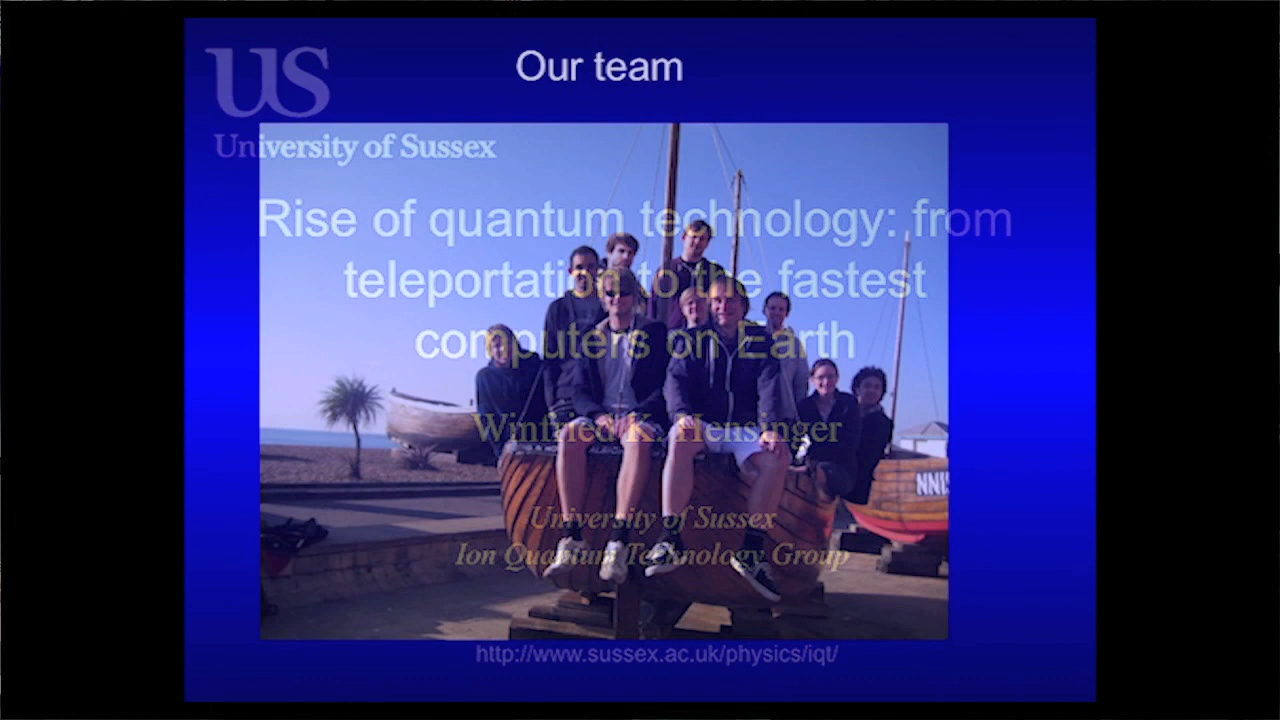 Our team
US
University of Sussex
Rise of quantum technology: from
teleportation to the fastest
computers on Earth
Winfried K. Hensinger
NN
University of Sussex
Ion Quantum Technology Group
http://www.sussex.ac.uk/physics/iqt/